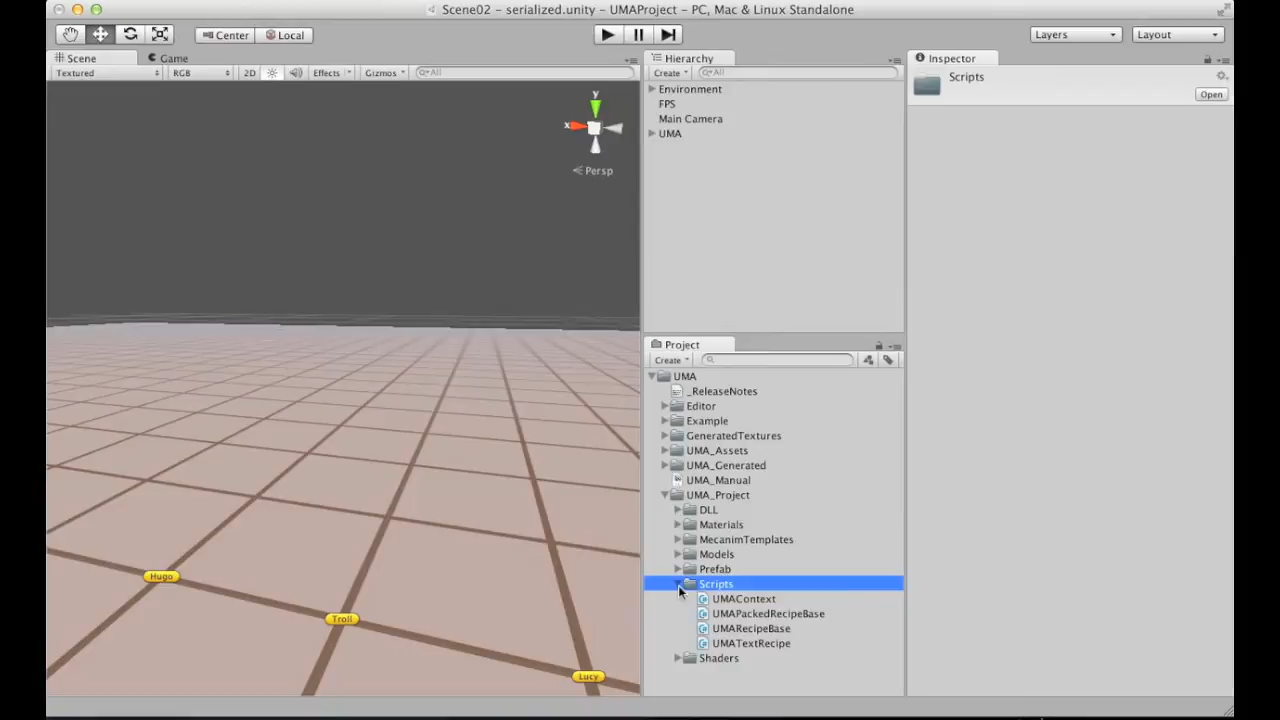 Scene02 – serialized.unity – UMAProject – PC, Mac & Linux Standalone
Center Local
Layers Layout
Scene Game
Textured RGB 2D Effects Gizmos All
y
x
Persp
Hugo
Troll
Lucy
Hierarchy
Create All
Environment
FPS
Main Camera
UMA
Project
Create
UMA
_ReleaseNotes
Editor
Example
GeneratedTextures
UMA_Assets
UMA_Generated
UMA_Manual
UMA_Project
DLL
Materials
MecanimTemplates
Models
Prefab
Scripts
UMAContext
UMAPackedRecipeBase
UMARecipeBase
UMATextRecipe
Shaders
Inspector
Scripts
Open